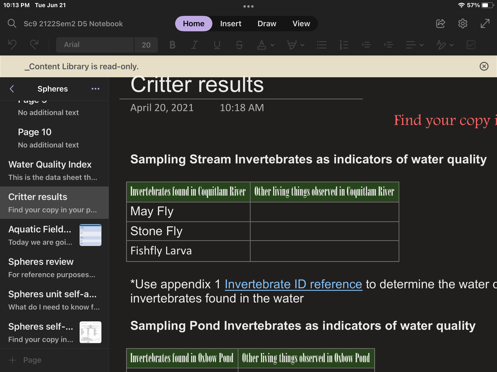 10:13 PM Tue Jun 21
57%
Sc9 2122Sem2 D5 Notebook
Home Insert Draw View
Arial 20 B I U S A
_Content Library is read-only.
Spheres
No additional text
Page 10
No additional text
Water Quality Index
This is the data sheet th...
Critter results
Find your copy in your p...
Aquatic Field...
Today we are goi...
Spheres review
For reference purposes...
Spheres unit self-a...
What do I need to know f...
Spheres self-...
Find your copy in...
+ Page
Critter results
April 20, 2021 10:18 AM
Find your copy i
Sampling Stream Invertebrates as indicators of water quality
Invertebrates found in Coquitlam River Other living things observed in Coquitlam River
May Fly
Stone Fly
Fishfly Larva
*Use appendix 1 Invertebrate ID reference to determine the water
invertebrates found in the water
Sampling Pond Invertebrates as indicators of water quality
Invertebrates found in Oxbow Pond Other living things observed in Oxbow Pond